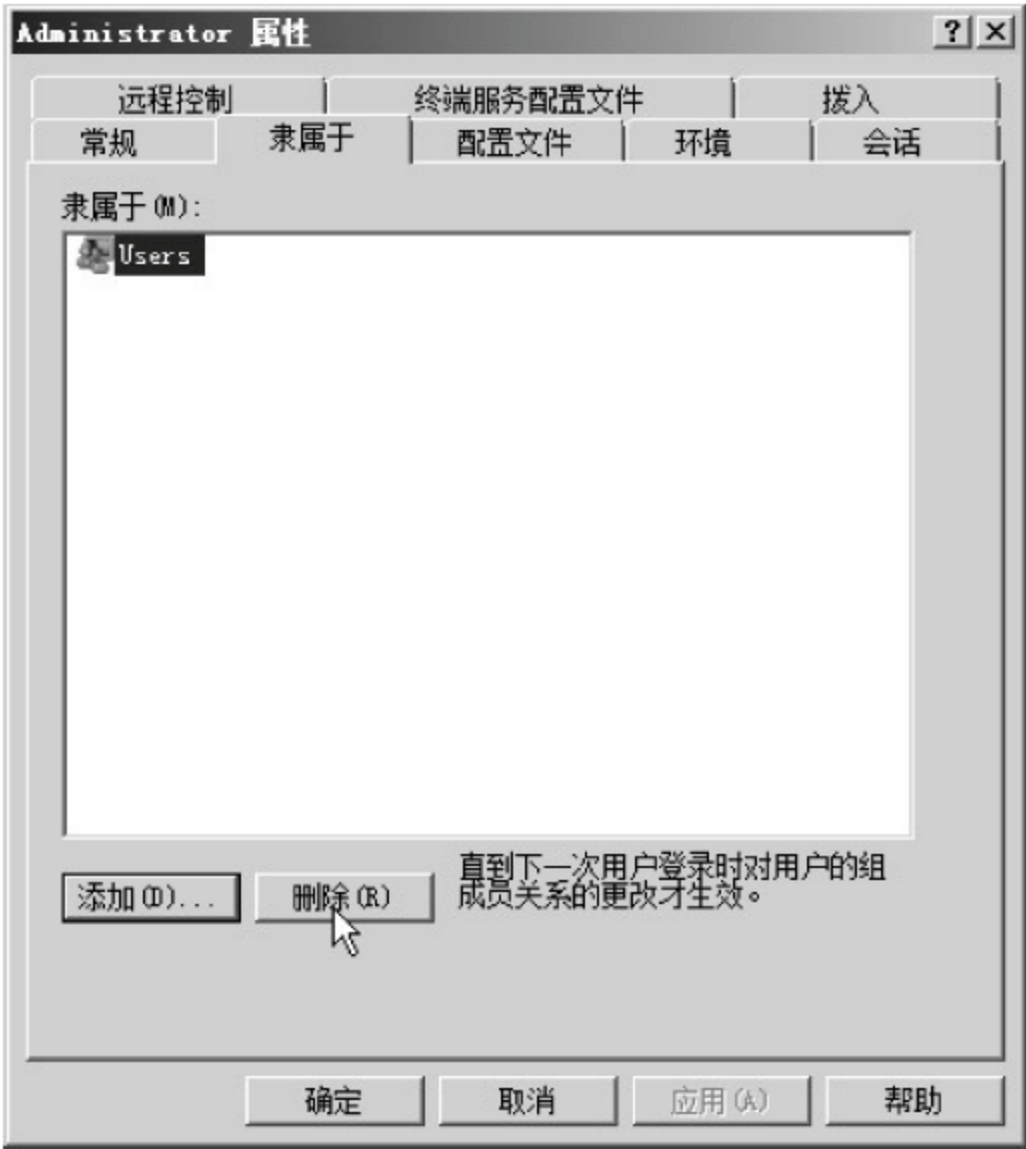 Administrator 属性
远程控制 终端服务配置文件 拨入
常规 隶属于 配置文件 环境 会话
隶属于(M):
Users
添加(D)... 删除(R) 直到下一次用户登录时对用户的组
成员关系的更改才生效。
确定 取消 应用(A) 帮助